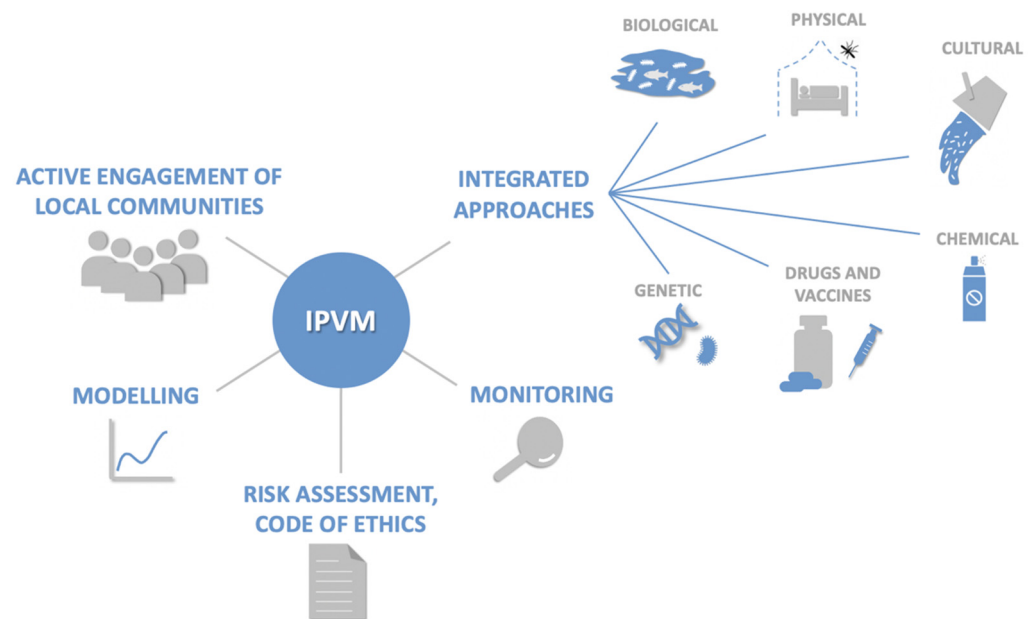 BIOLOGICAL
PHYSICAL
CULTURAL
ACTIVE ENGAGEMENT OF
LOCAL COMMUNITIES
INTEGRATED
APPROACHES
CHEMICAL
GENETIC
DRUGS AND
VACCINES
IPVM
MODELLING
MONITORING
RISK ASSESSMENT,
CODE OF ETHICS